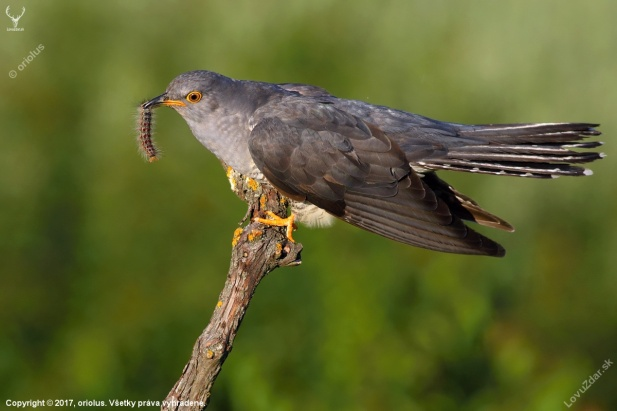 © oriolus
LovuZdar.sk
Copyright © 2017, oriolus. Všetky práva vyhradené.